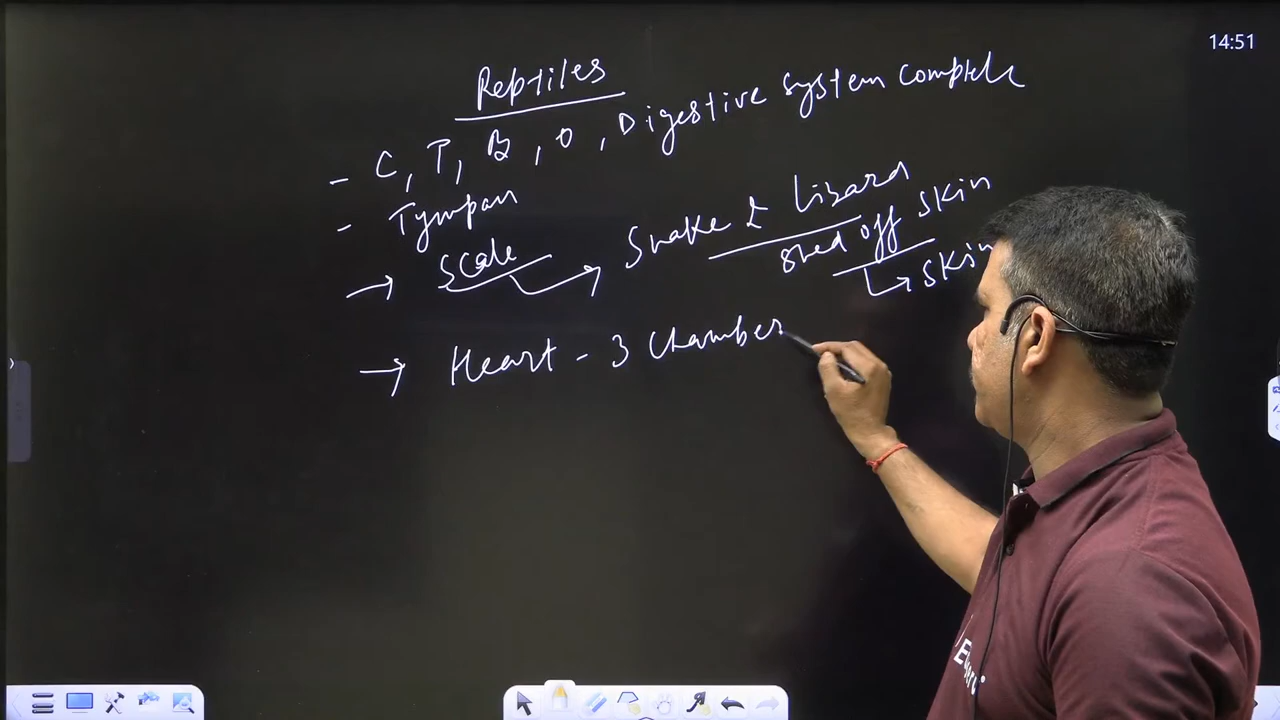 14:51
Reptiles
- C, T, B, O, Digestive system complete
- Tympan
→ Scale → Snake & Lizard
shed off skin
↳ skin
→ Heart - 3 Chamber